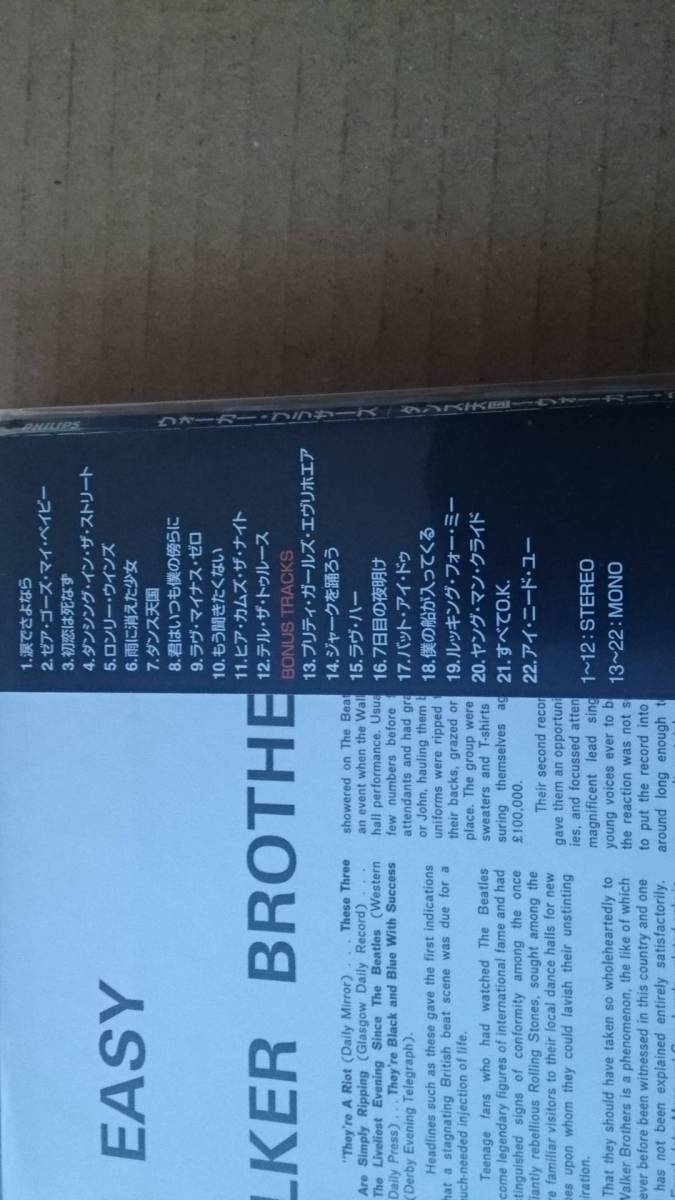 PHILIPS
1.涙でさよなら
2.ゼア・ゴーズ・マイ・ベイビー
3.初恋は死なず
4.ダンシング・イン・ザ・ストリート
5.ロンリー・ウインズ
6.雨に消えた少女
7.ダンス天国
8.君はいつも僕の傍らに
9.ラヴ・マイナス・ゼロ
10.もう聞きたくない
11.ヒア・カムズ・ザ・ナイト
12.テル・ザ・トゥルース
BONUS TRACKS
13.プリティ・ガールズ・エヴリホエア
14.ジャークを踊ろう
15.ラヴ・ハー
16.7日目の夜明け
17.バット・アイ・ドゥ
18.僕の船が入ってくる
19.ルッキング・フォー・ミー
20.ヤング・マン・クライド
21.すべてO.K.
22.アイ・ニード・ユー
1~12:STEREO
13~22:MONO
EASY
LKER BROTHE
"They're A Riot (Daily Mirror) . . . These Three
Are Simply Ripping (Glasgow Daily Record) . . .
The Liveliest Evening Since The Beatles (Western
Daily Press) . . . They're Black and Blue With Success
(Derby Evening Telegraph).
Headlines such as these gave the first indications
hat a stagnating British beat scene was due for a
uch-needed injection of life.
Teenage fans who had watched The Beatles
come legendary figures of international fame and had
tinguished signs of conformity among the once
iantly rebellious Rolling Stones, sought among the
re familiar visitors to their local dance halls for new
es upon whom they could lavish their unstinting
iration.
That they should have taken so wholeheartedly to
alker Brothers is a phenomenon, the like of which
ever before been witnessed in this country and one
has not been explained entirely satisfactorily.
showered on The Beat
an event when the Wall
hall performance. Usua
few numbers before
attendants and had gra
or John, hauling them
uniforms were ripped
their backs, grazed or
place. The group were
sweaters and T-shirts
suring themselves ag
£100,000.
Their second recor
gave them an opportuni
ies, and focussed atten
magnificent lead sing
young voices ever to b
the reaction was not s
to put the record into
around long enough t